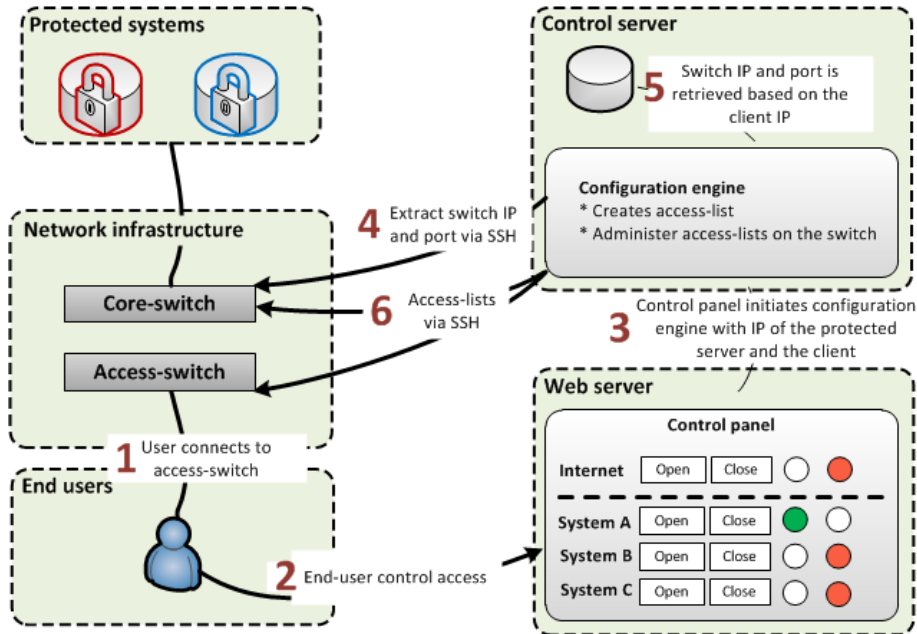 Protected systems
Control server
5
Switch IP and port is
retrieved based on the
client IP
Configuration engine
* Creates access-list
* Administer access-lists on the switch
Network infrastructure
4
Extract switch IP
and port via SSH
Core-switch
6
Access-lists
via SSH
Access-switch
3
Control panel initiates configuration
engine with IP of the protected
server and the client
1
User connects to
access-switch
End users
2
End-user control access
Web server
Control panel
Internet Open Close
System A Open Close
System B Open Close
System C Open Close